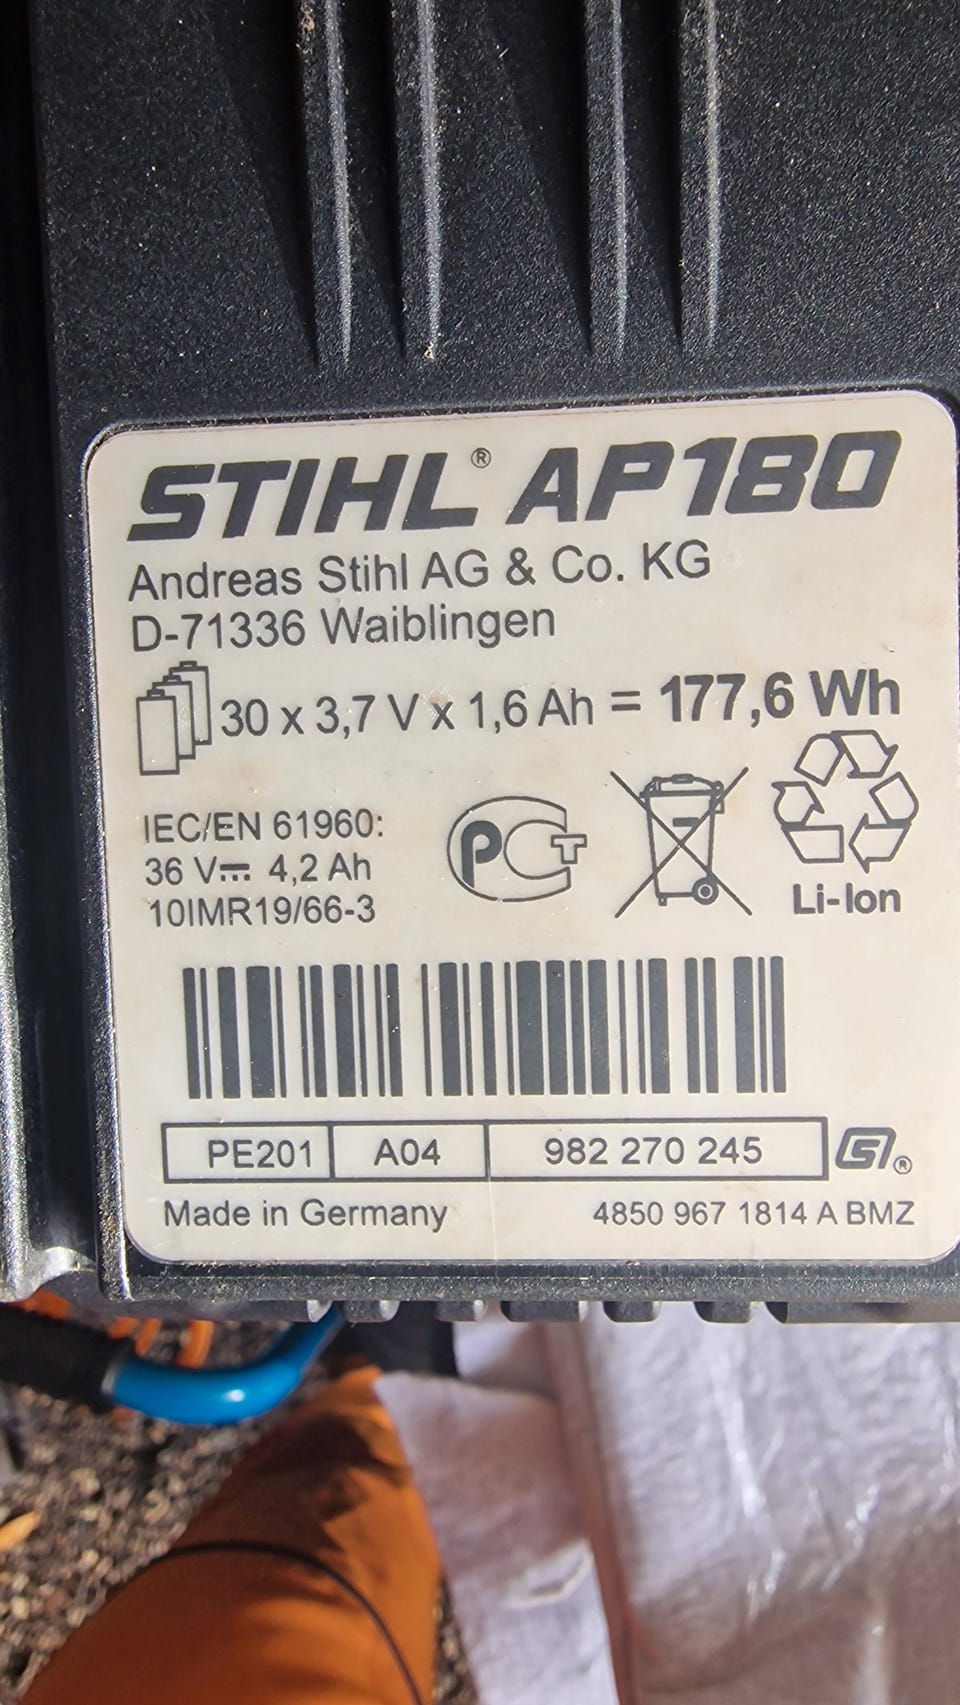 STIHL® AP180
Andreas Stihl AG & Co. KG
D-71336 Waiblingen
30 x 3,7 V x 1,6 Ah = 177,6 Wh
IEC/EN 61960:
36 V⎓ 4,2 Ah
10IMR19/66-3
PCT
Li-Ion
PE201 A04 982 270 245 S®
Made in Germany 4850 967 1814 A BMZ